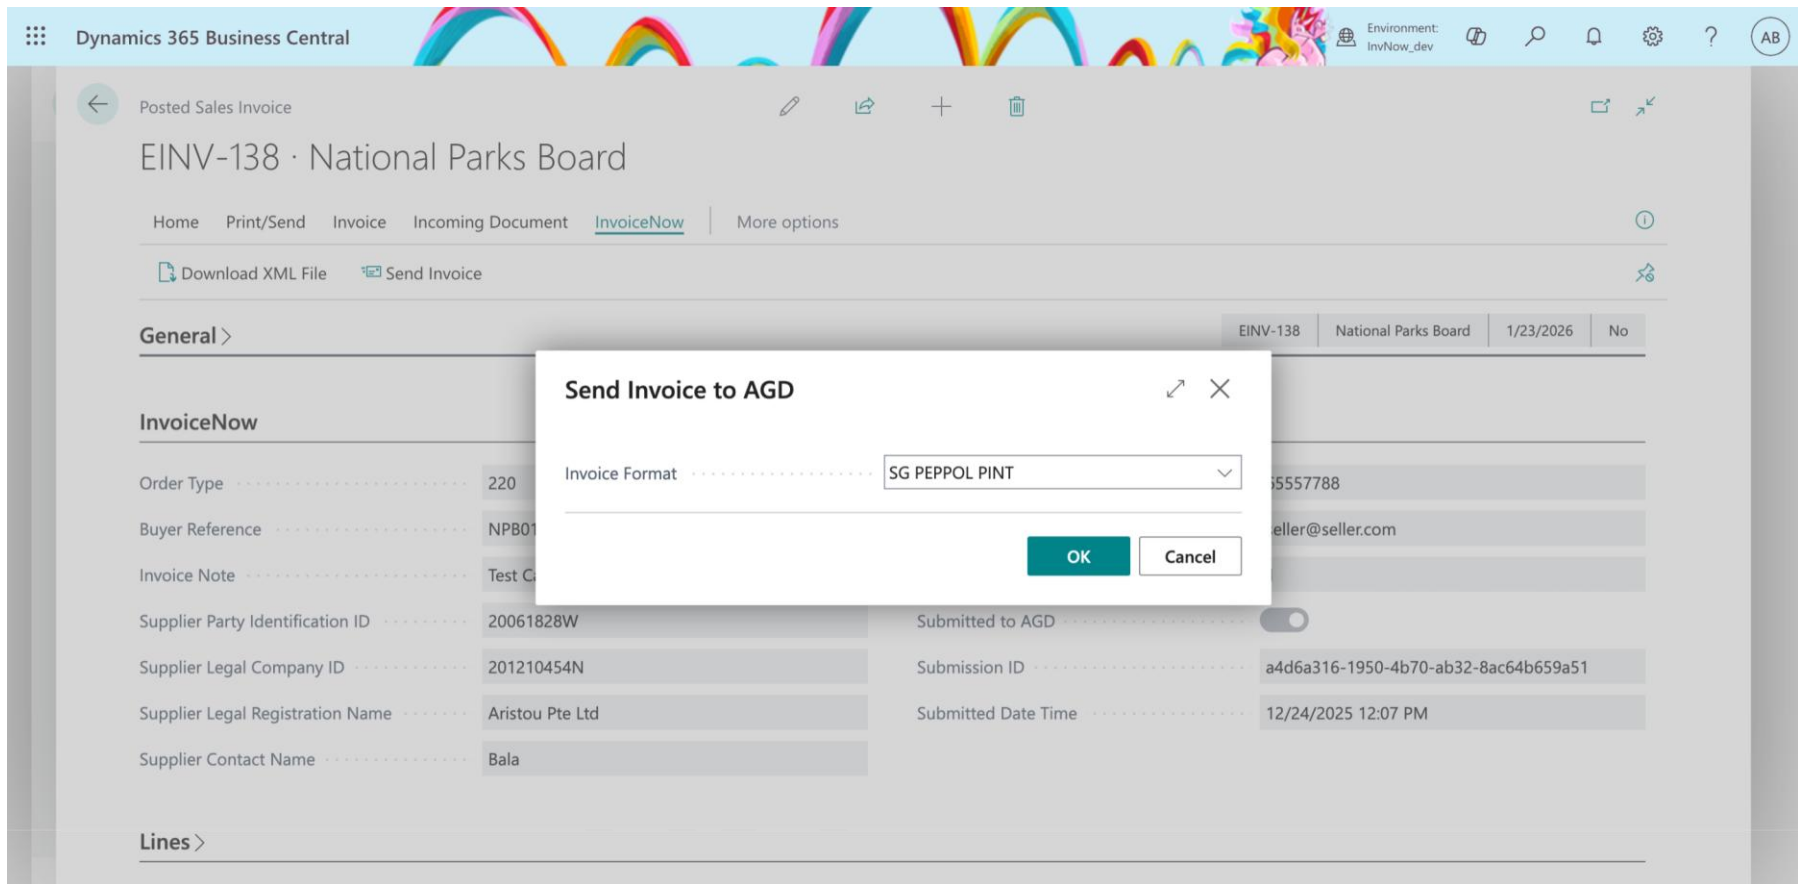 Dynamics 365 Business Central
Environment:
InvNow_dev
AB
Posted Sales Invoice
EINV-138 · National Parks Board
Home Print/Send Invoice Incoming Document InvoiceNow More options
Download XML File Send Invoice
General
EINV-138 National Parks Board 1/23/2026 No
Send Invoice to AGD
Invoice Format SG PEPPOL PINT
OK Cancel
InvoiceNow
Order Type 220
Buyer Reference NPB01
Invoice Note Test
Supplier Party Identification ID 20061828W
Supplier Legal Company ID 201210454N
Supplier Legal Registration Name Aristou Pte Ltd
Supplier Contact Name Bala
5557788
eller@seller.com
Submitted to AGD
Submission ID a4d6a316-1950-4b70-ab32-8ac64b659a51
Submitted Date Time 12/24/2025 12:07 PM
Lines